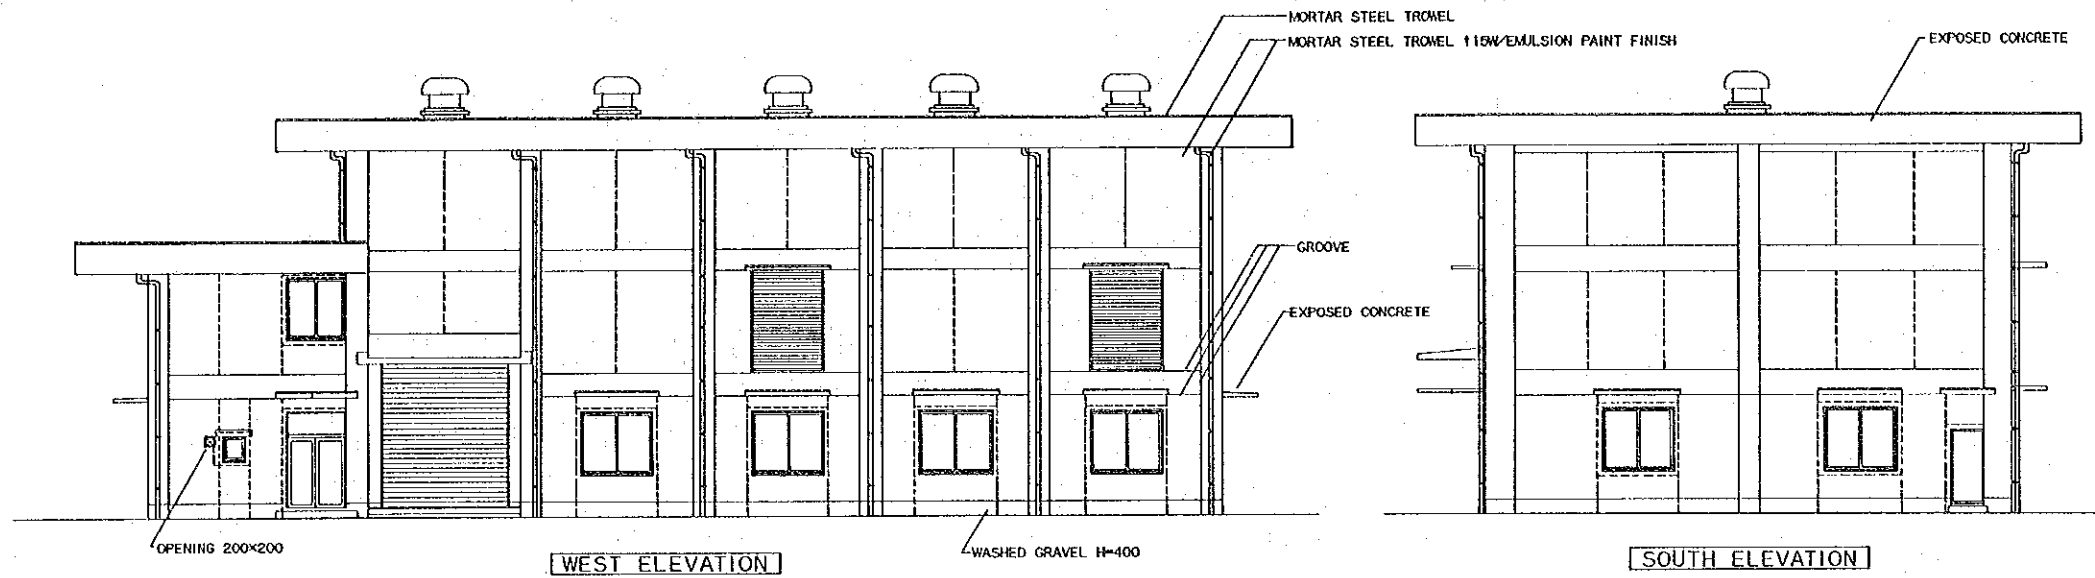 MORTAR STEEL TROWEL
MORTAR STEEL TROWEL t15W/EMULSION PAINT FINISH
EXPOSED CONCRETE
GROOVE
EXPOSED CONCRETE
OPENING 200×200
WASHED GRAVEL H=400
WEST ELEVATION
SOUTH ELEVATION